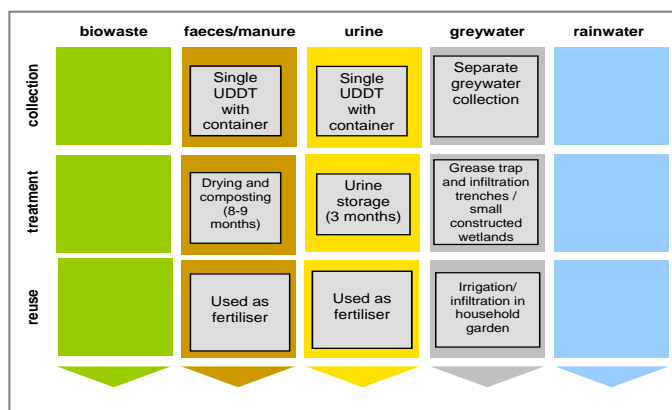 biowaste
faeces/manure
urine
greywater
rainwater
collection
Single
UDDT
with
container
Single
UDDT
with
container
Separate
greywater
collection
treatment
Drying and
composting
(8-9
months)
Urine
storage
(3 months)
Grease trap
and infiltration
trenches /
small
constructed
wetlands
reuse
Used as
fertiliser
Used as
fertiliser
Irrigation/
infiltration in
household
garden